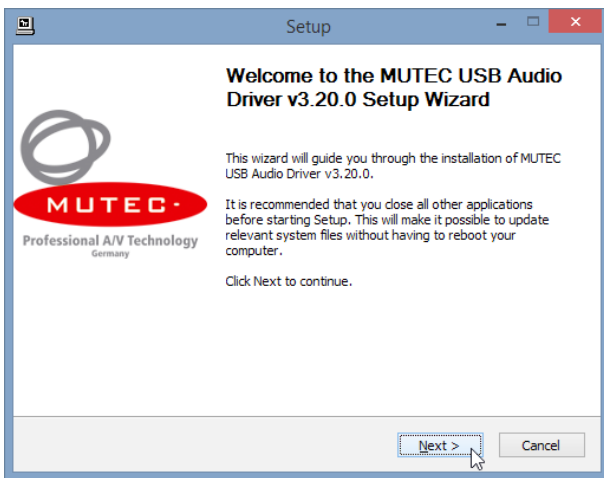 Setup
Welcome to the MUTEC USB Audio
Driver v3.20.0 Setup Wizard
This wizard will guide you through the installation of MUTEC
USB Audio Driver v3.20.0.
It is recommended that you close all other applications
before starting Setup. This will make it possible to update
relevant system files without having to reboot your
computer.
Click Next to continue.
MUTEC
Professional A/V Technology
Germany
Next >
Cancel